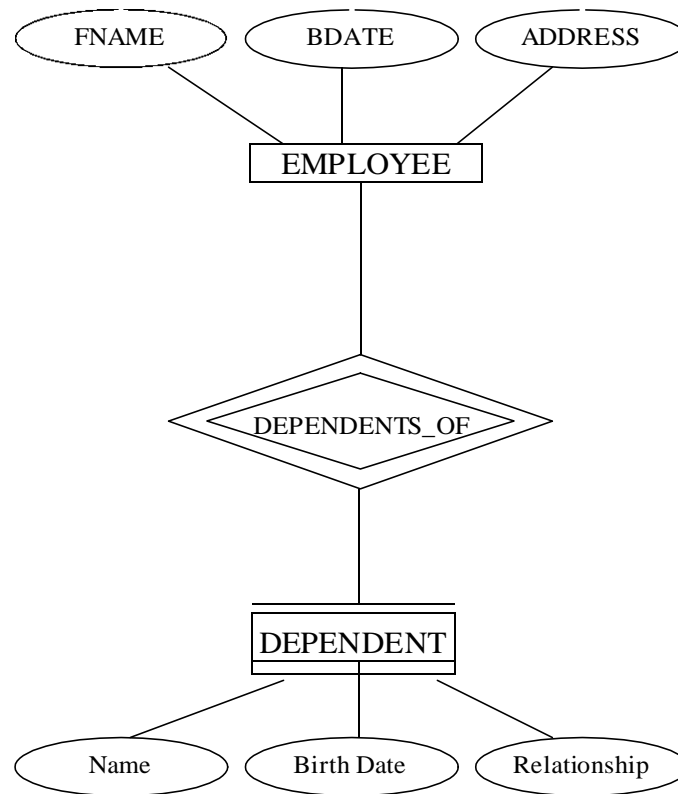 FNAME
BDATE
ADDRESS
EMPLOYEE
DEPENDENTS_OF
DEPENDENT
Name
Birth Date
Relationship